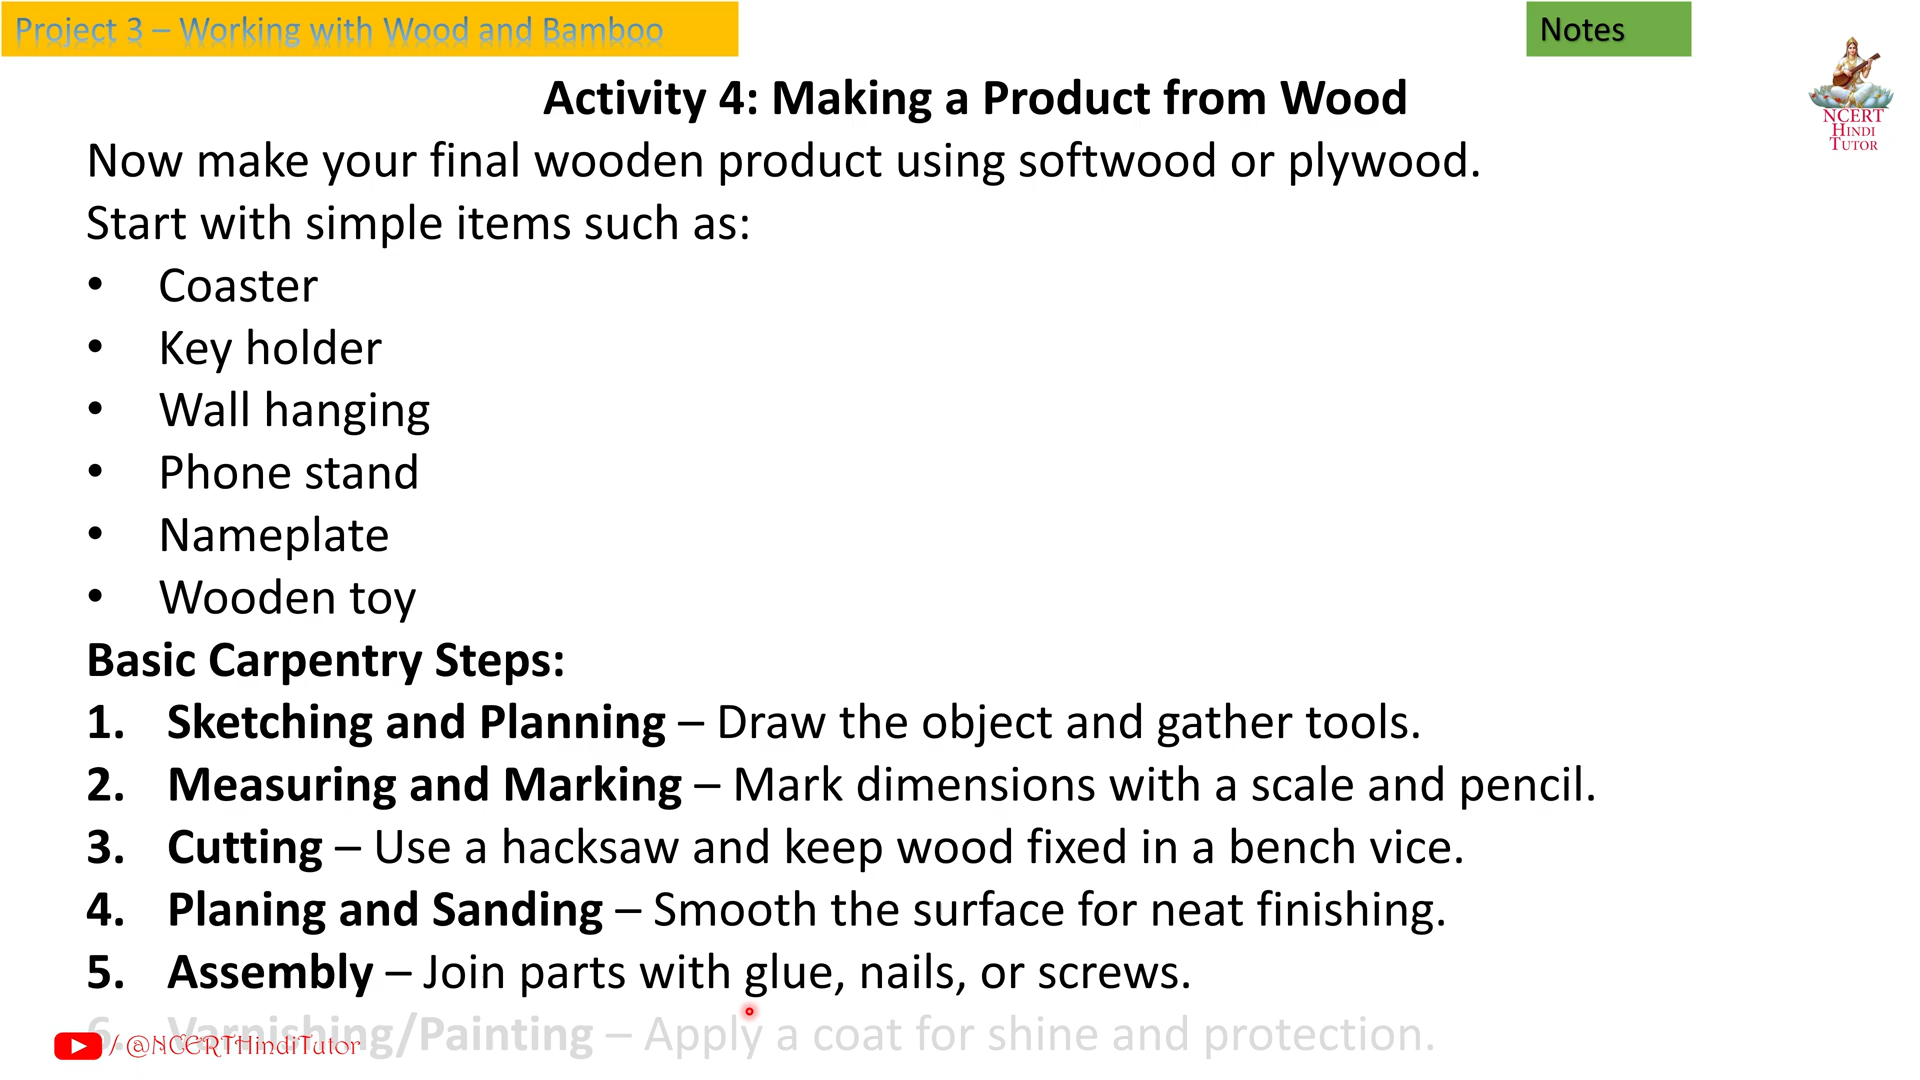 Project 3 – Working with Wood and Bamboo
Notes
NCERT
HINDI
TUTOR
Activity 4: Making a Product from Wood
Now make your final wooden product using softwood or plywood.
Start with simple items such as:
• Coaster
• Key holder
• Wall hanging
• Phone stand
• Nameplate
• Wooden toy
Basic Carpentry Steps:
1. Sketching and Planning – Draw the object and gather tools.
2. Measuring and Marking – Mark dimensions with a scale and pencil.
3. Cutting – Use a hacksaw and keep wood fixed in a bench vice.
4. Planing and Sanding – Smooth the surface for neat finishing.
5. Assembly – Join parts with glue, nails, or screws.
6. Varnishing/Painting – Apply a coat for shine and protection.
/ @NCERTHindiTutor